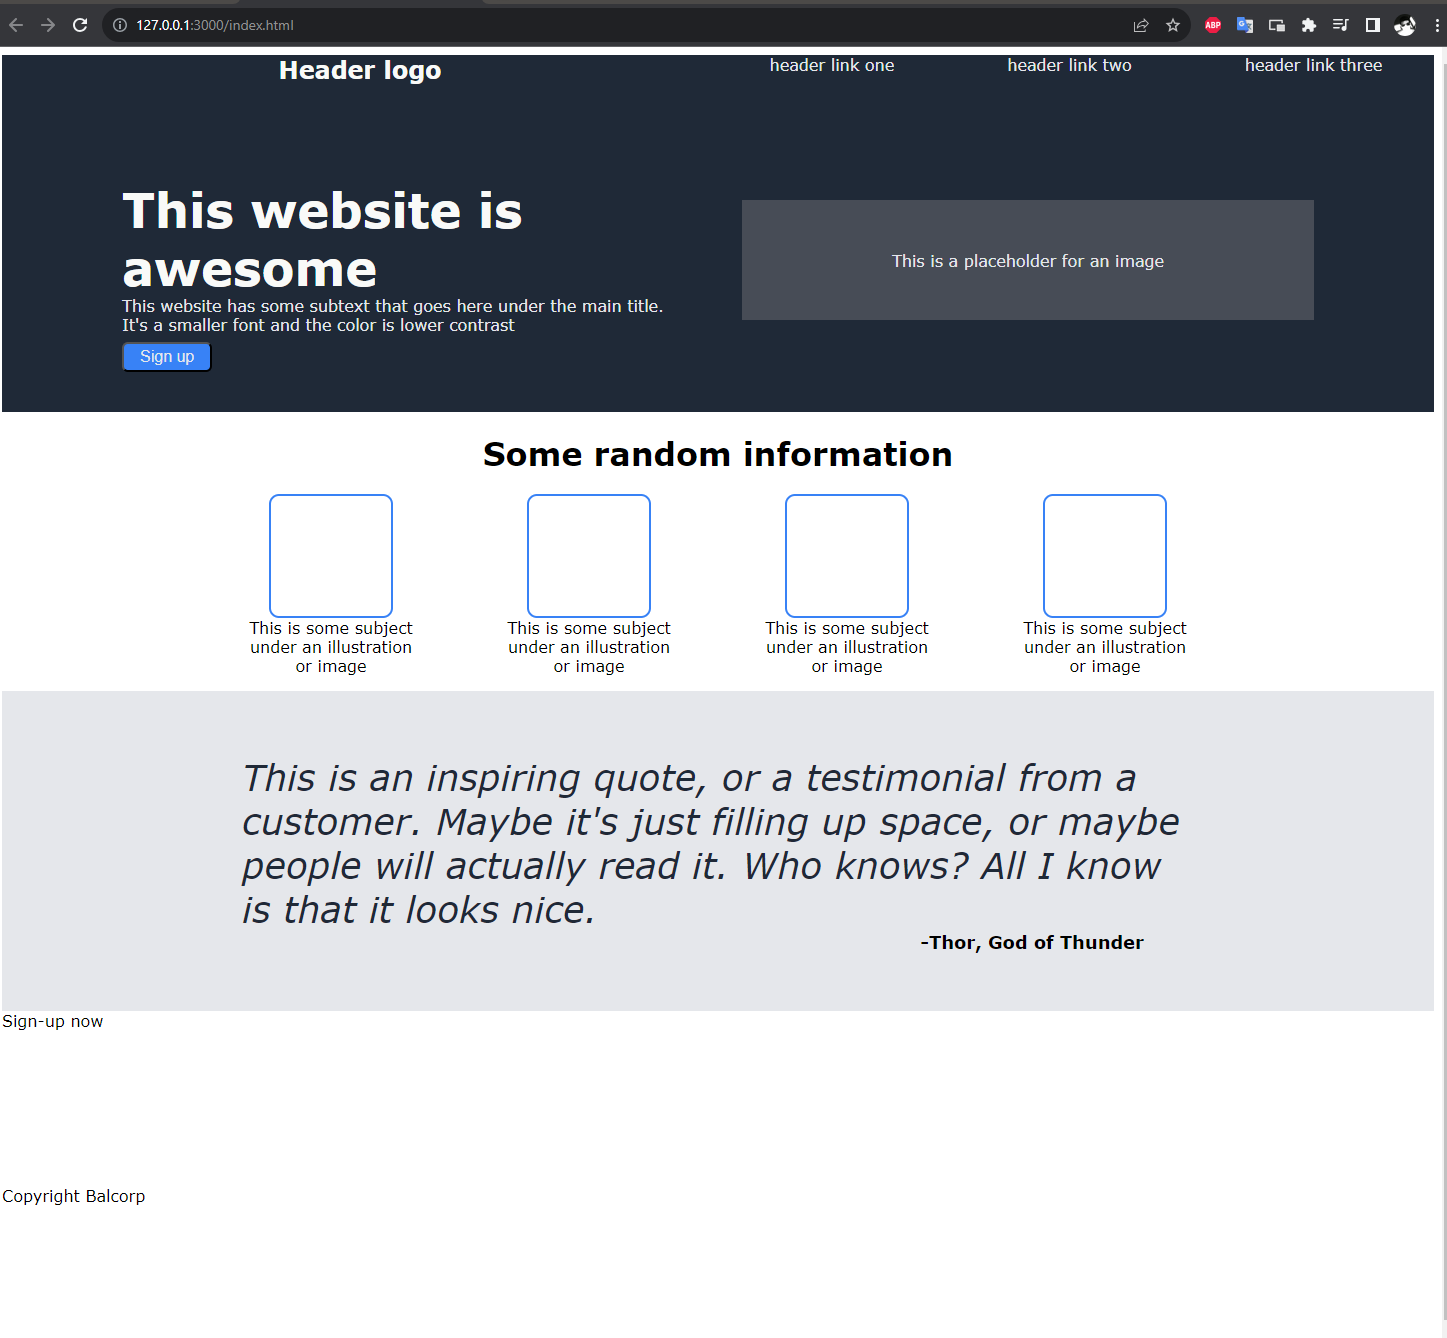 127.0.0.1:3000/index.html
ABP
Header logo
header link one
header link two
header link three
This website is
awesome
This website has some subtext that goes here under the main title.
It's a smaller font and the color is lower contrast
Sign up
This is a placeholder for an image
Some random information
This is some subject
under an illustration
or image
This is some subject
under an illustration
or image
This is some subject
under an illustration
or image
This is some subject
under an illustration
or image
This is an inspiring quote, or a testimonial from a
customer. Maybe it's just filling up space, or maybe
people will actually read it. Who knows? All I know
is that it looks nice.
-Thor, God of Thunder
Sign-up now
Copyright Balcorp